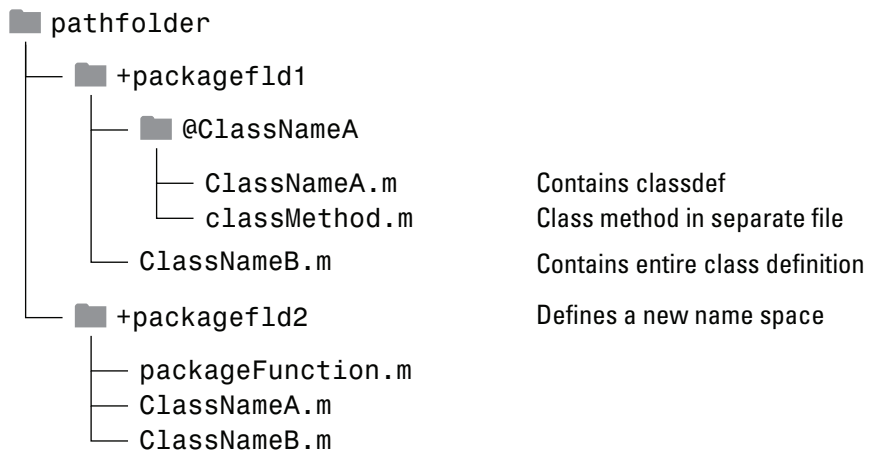 pathfolder
+packagefld1
@ClassNameA
ClassNameA.m Contains classdef
classMethod.m Class method in separate file
ClassNameB.m Contains entire class definition
+packagefld2 Defines a new name space
packageFunction.m
ClassNameA.m
ClassNameB.m